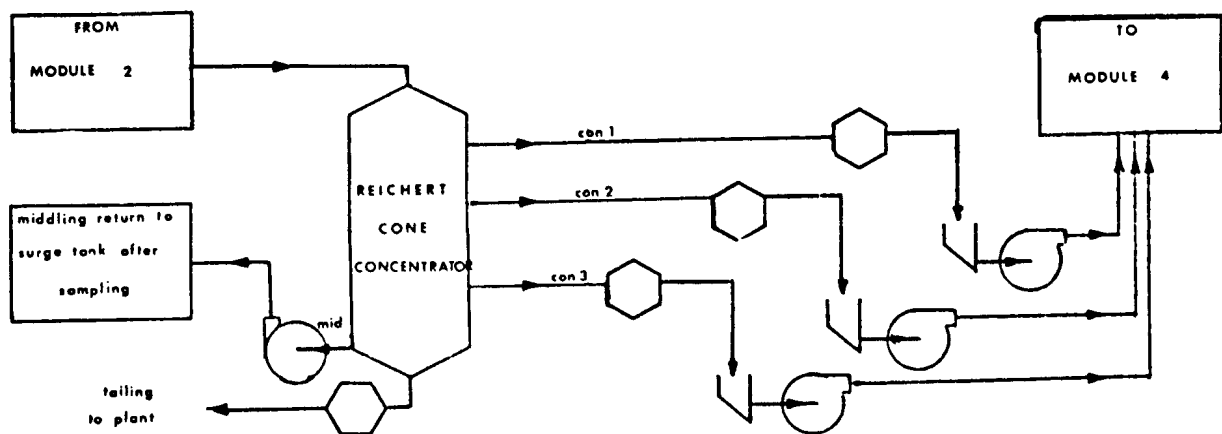 FROM
MODULE 2
TO
MODULE 4
con 1
REICHERT
CONE
CONCENTRATOR
con 2
con 3
middling return to
surge tank after
sampling
mid
tailing
to plant